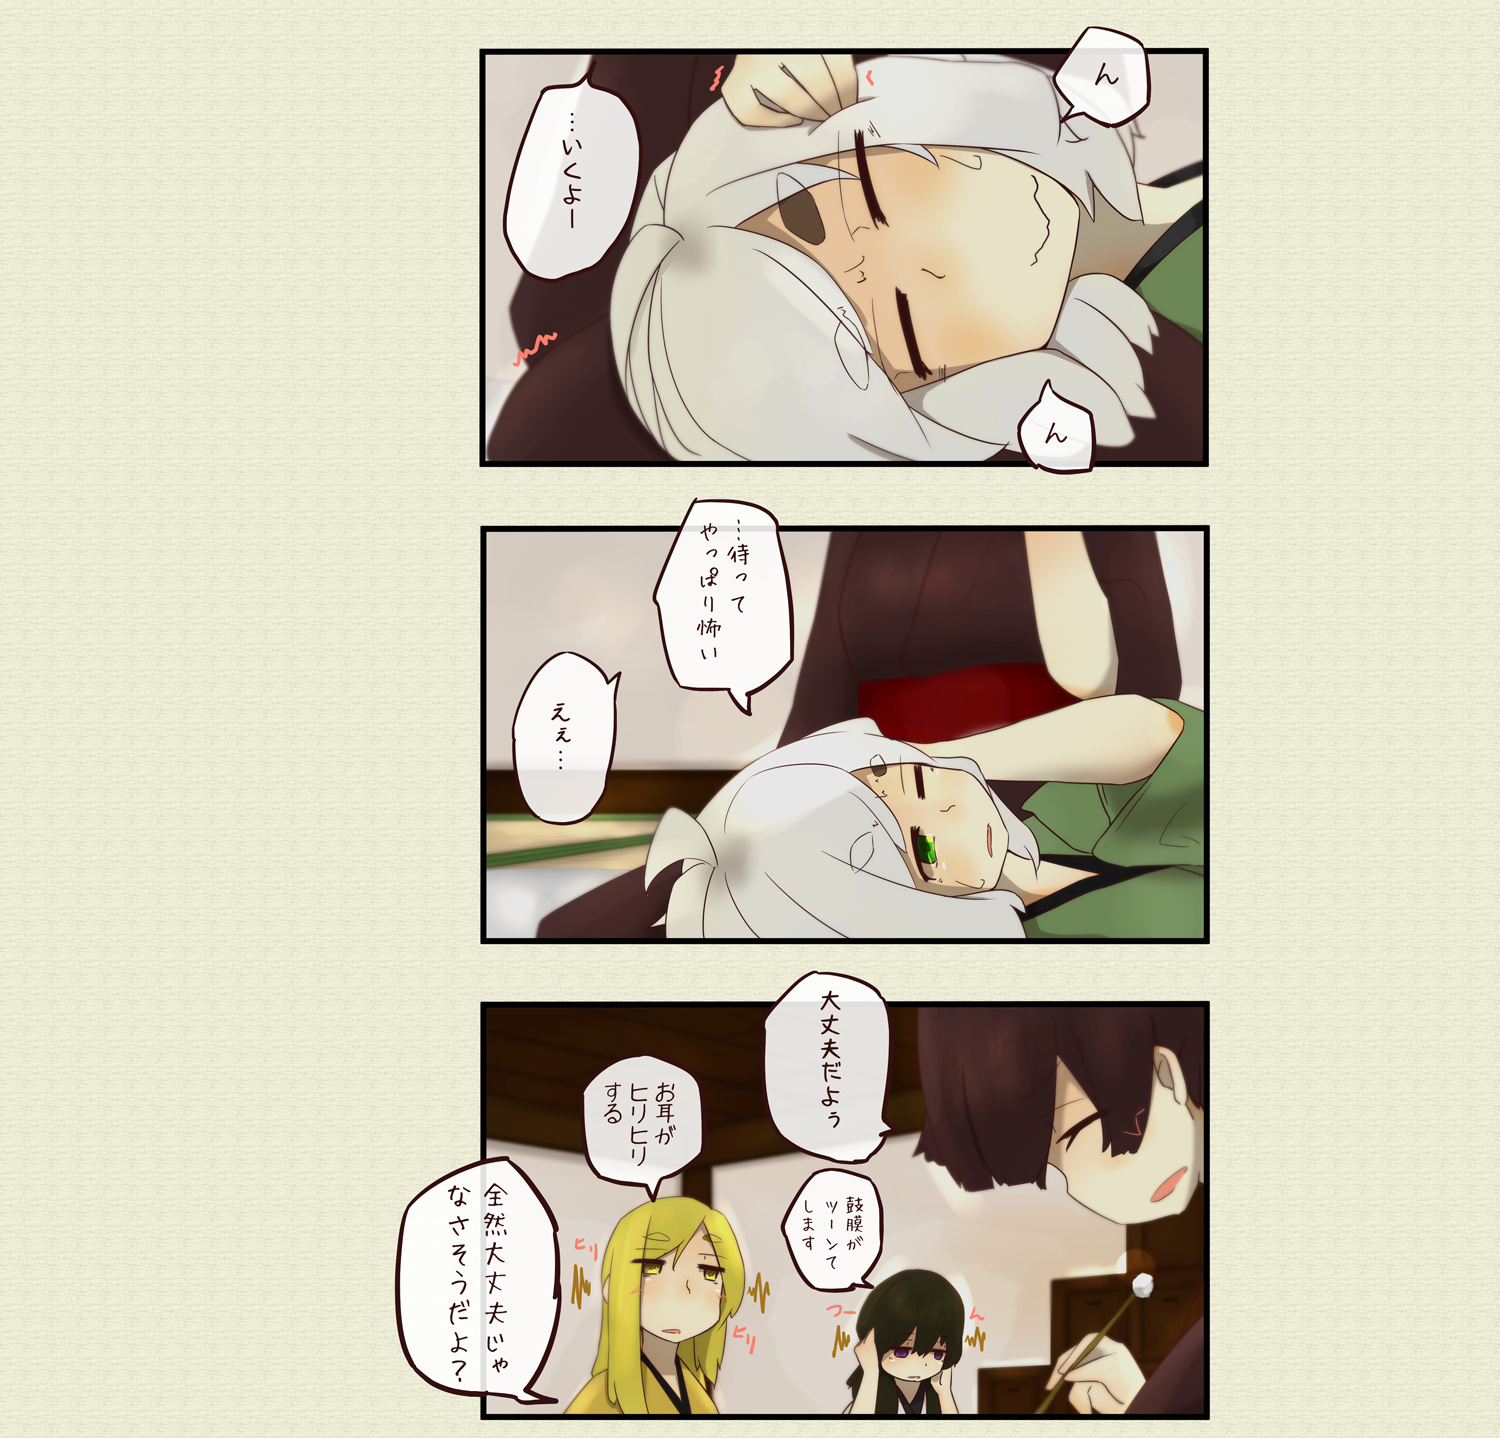 ん
…いくよー
ん
…待って
やっぱり怖い
えぇ…
大丈夫だよぅ
お耳が
ヒリヒリ
する
鼓膜が
ツーンて
します
全然大丈夫じゃ
なさそうだよ？
ヒリ
ヒリ
つー
ん